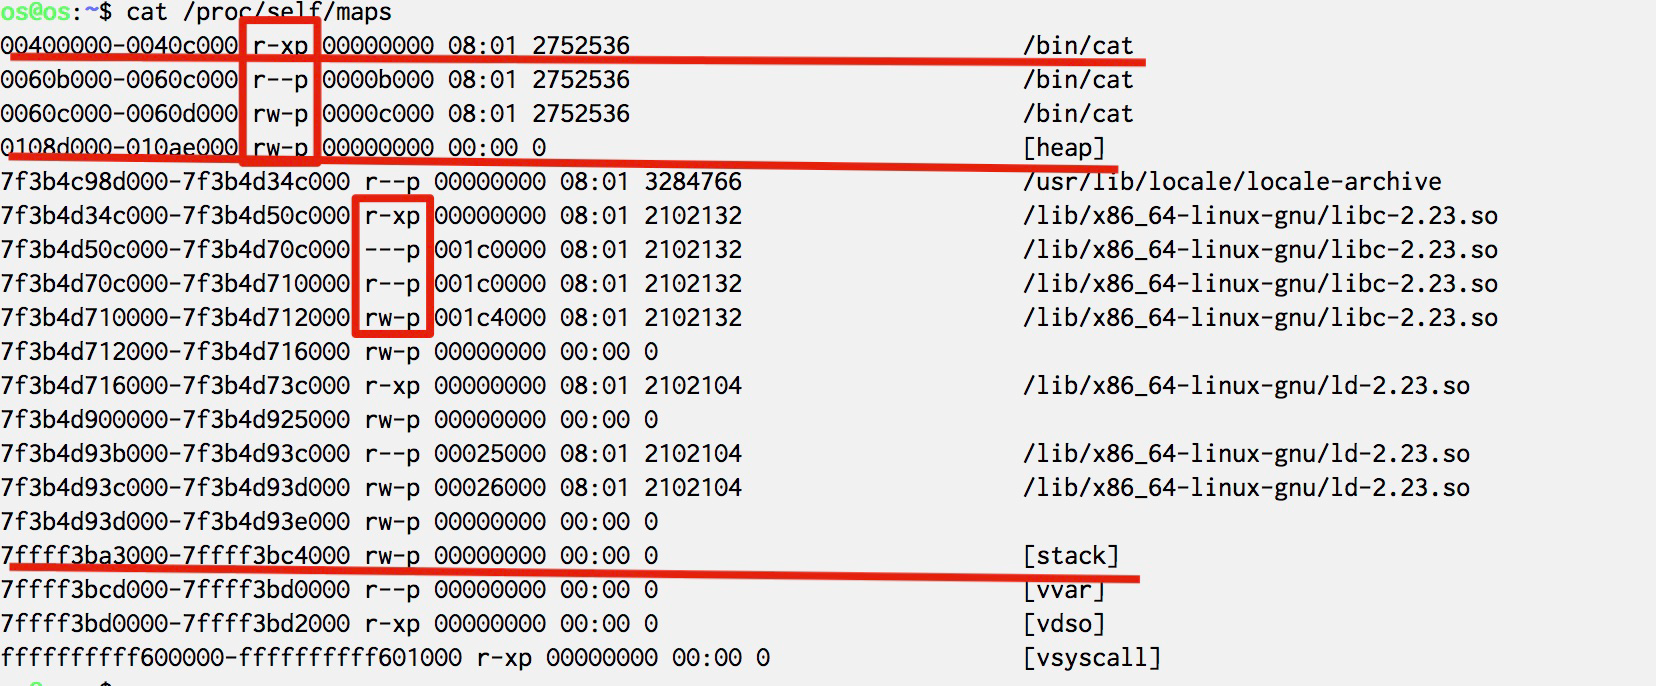 os@os:~$ cat /proc/self/maps
00400000-0040c000 r-xp 00000000 08:01 2752536 /bin/cat
0060b000-0060c000 r--p 0000b000 08:01 2752536 /bin/cat
0060c000-0060d000 rw-p 0000c000 08:01 2752536 /bin/cat
0108d000-010ae000 rw-p 00000000 00:00 0 [heap]
7f3b4c98d000-7f3b4d34c000 r--p 00000000 08:01 3284766 /usr/lib/locale/locale-archive
7f3b4d34c000-7f3b4d50c000 r-xp 00000000 08:01 2102132 /lib/x86_64-linux-gnu/libc-2.23.so
7f3b4d50c000-7f3b4d70c000 ---p 001c0000 08:01 2102132 /lib/x86_64-linux-gnu/libc-2.23.so
7f3b4d70c000-7f3b4d710000 r--p 001c0000 08:01 2102132 /lib/x86_64-linux-gnu/libc-2.23.so
7f3b4d710000-7f3b4d712000 rw-p 001c4000 08:01 2102132 /lib/x86_64-linux-gnu/libc-2.23.so
7f3b4d712000-7f3b4d716000 rw-p 00000000 00:00 0
7f3b4d716000-7f3b4d73c000 r-xp 00000000 08:01 2102104 /lib/x86_64-linux-gnu/ld-2.23.so
7f3b4d900000-7f3b4d925000 rw-p 00000000 00:00 0
7f3b4d93b000-7f3b4d93c000 r--p 00025000 08:01 2102104 /lib/x86_64-linux-gnu/ld-2.23.so
7f3b4d93c000-7f3b4d93d000 rw-p 00026000 08:01 2102104 /lib/x86_64-linux-gnu/ld-2.23.so
7f3b4d93d000-7f3b4d93e000 rw-p 00000000 00:00 0
7ffff3ba3000-7ffff3bc4000 rw-p 00000000 00:00 0 [stack]
7ffff3bcd000-7ffff3bd0000 r--p 00000000 00:00 0 [vvar]
7ffff3bd0000-7ffff3bd2000 r-xp 00000000 00:00 0 [vdso]
ffffffffff600000-ffffffffff601000 r-xp 00000000 00:00 0 [vsyscall]